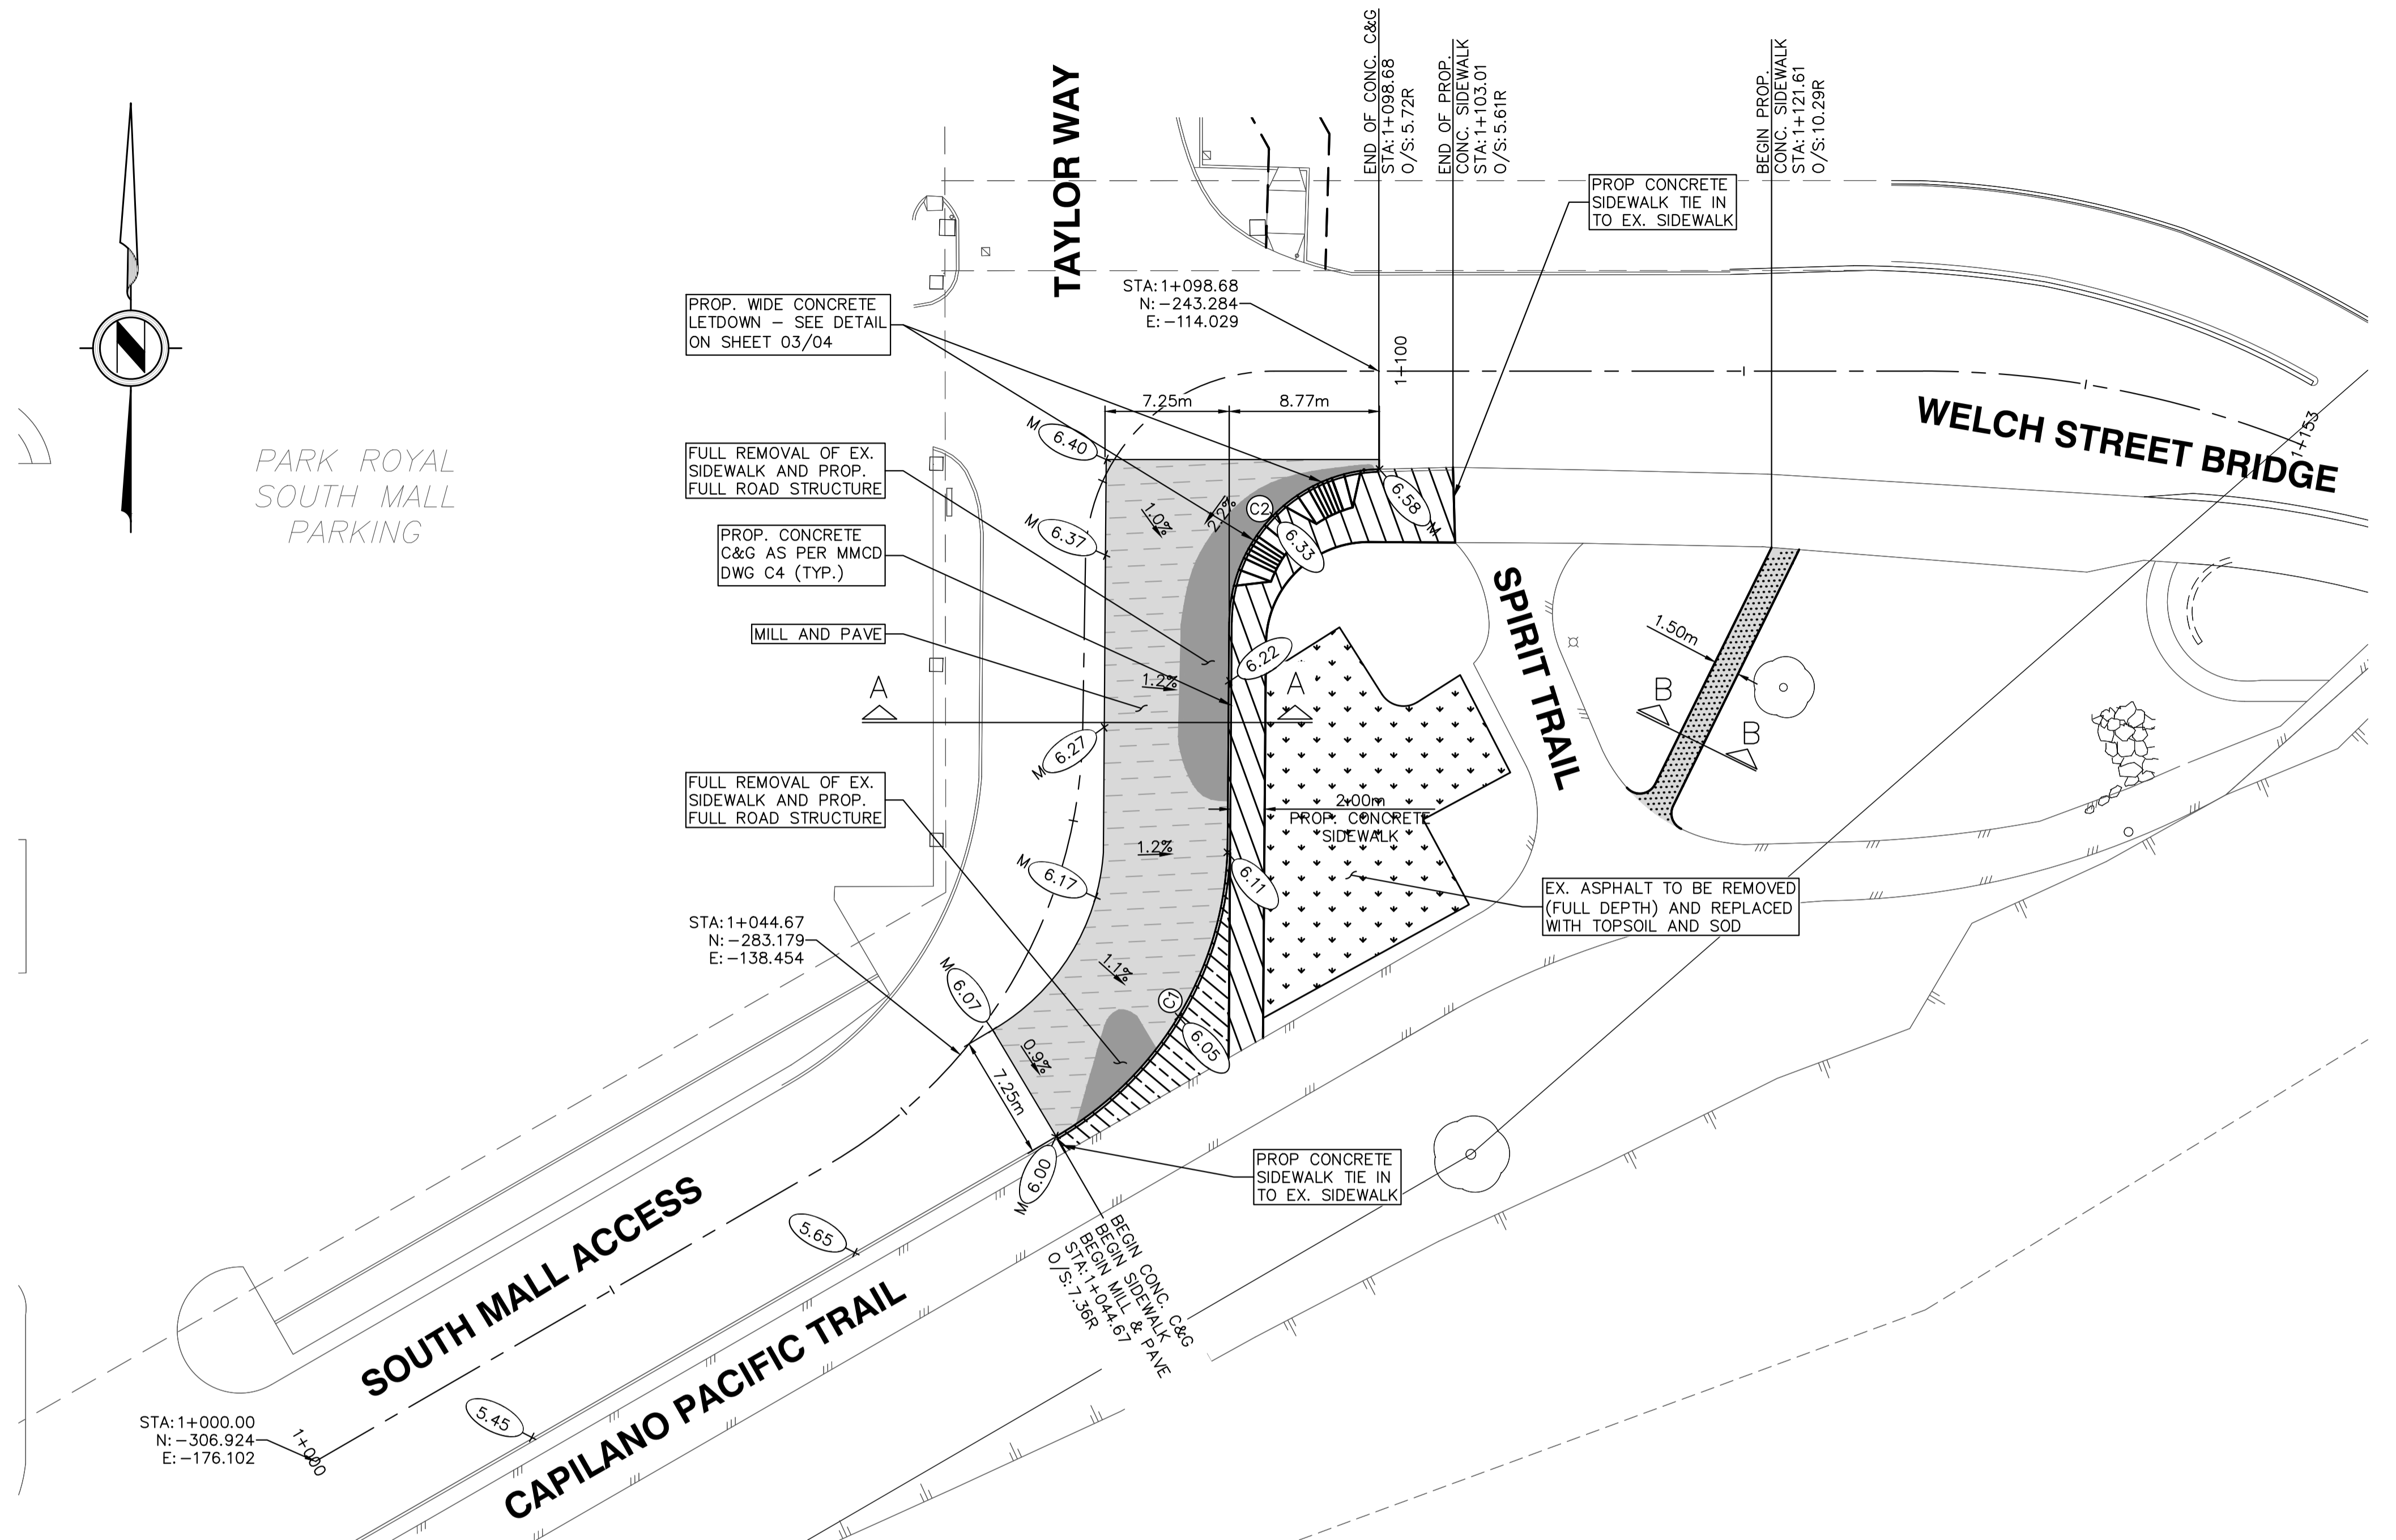 TAYLOR WAY
END OF CONC. C&G
STA:1+098.68
O/S:5.72R
END OF PROP.
CONC. SIDEWALK
STA:1+103.01
O/S:5.61R
BEGIN PROP.
CONC. SIDEWALK
STA:1+121.61
O/S:10.29R
PROP CONCRETE
SIDEWALK TIE IN
TO EX. SIDEWALK
STA:1+098.68
N:-243.284
E:-114.029
1+100
PROP. WIDE CONCRETE
LETDOWN - SEE DETAIL
ON SHEET 03/04
7.25m
8.77m
WELCH STREET BRIDGE
1+153
N
PARK ROYAL
SOUTH MALL
PARKING
M
6.40
FULL REMOVAL OF EX.
SIDEWALK AND PROP.
FULL ROAD STRUCTURE
6.58
M
1.0%
2.2%
C2
6.33
M
6.37
PROP. CONCRETE
C&G AS PER MMCD
DWG C4 (TYP.)
SPIRIT TRAIL
MILL AND PAVE
6.22
1.50m
1.2%
A
A
B
B
6.27
M
FULL REMOVAL OF EX.
SIDEWALK AND PROP.
FULL ROAD STRUCTURE
2.00m
PROP. CONCRETE
SIDEWALK
1.2%
M
6.17
6.11
EX. ASPHALT TO BE REMOVED
(FULL DEPTH) AND REPLACED
WITH TOPSOIL AND SOD
STA:1+044.67
N:-283.179
E:-138.454
M
6.07
1.1%
C1
6.05
0.9%
7.25m
PROP CONCRETE
SIDEWALK TIE IN
TO EX. SIDEWALK
6.00
M
BEGIN CONC. C&G
BEGIN SIDEWALK
BEGIN MILL & PAVE
STA:1+044.67
O/S:7.36R
5.65
SOUTH MALL ACCESS
CAPILANO PACIFIC TRAIL
5.45
STA:1+000.00
N:-306.924
E:-176.102
1+000